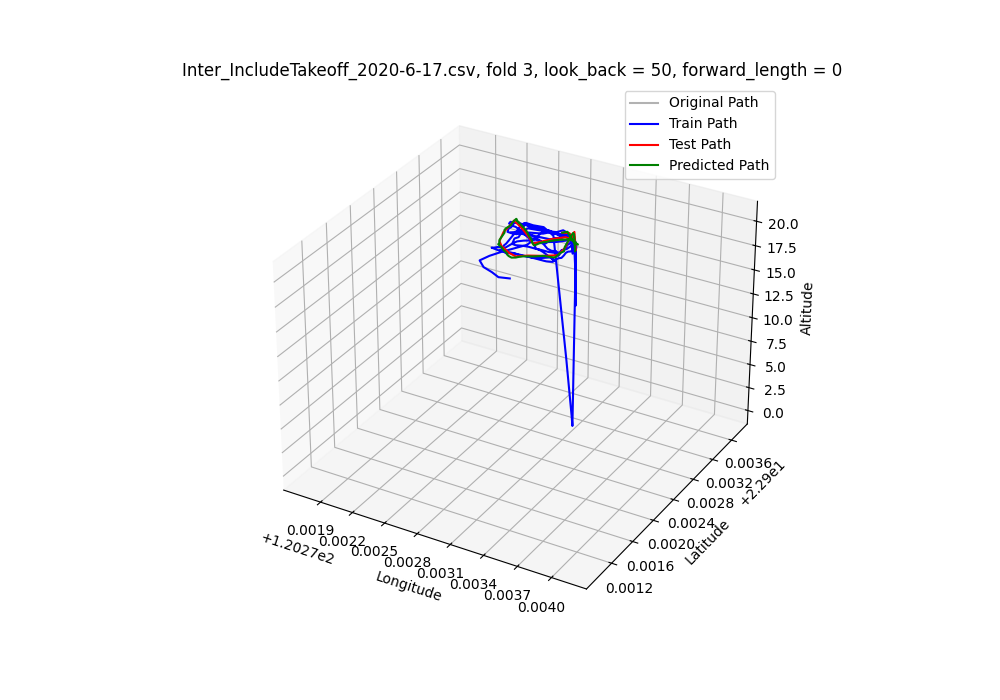 Inter_IncludeTakeoff_2020-6-17.csv, fold 3, look_back = 50, forward_length = 0
Original Path
Train Path
Test Path
Predicted Path
20.0
17.5
15.0
12.5
10.0
7.5
5.0
2.5
0.0
Altitude
0.0036
0.0032
0.0028
0.0024
0.0020
0.0016
0.0012
+2.29e1
Latitude
0.0019
0.0022
0.0025
0.0028
0.0031
0.0034
0.0037
0.0040
+1.2027e2
Longitude